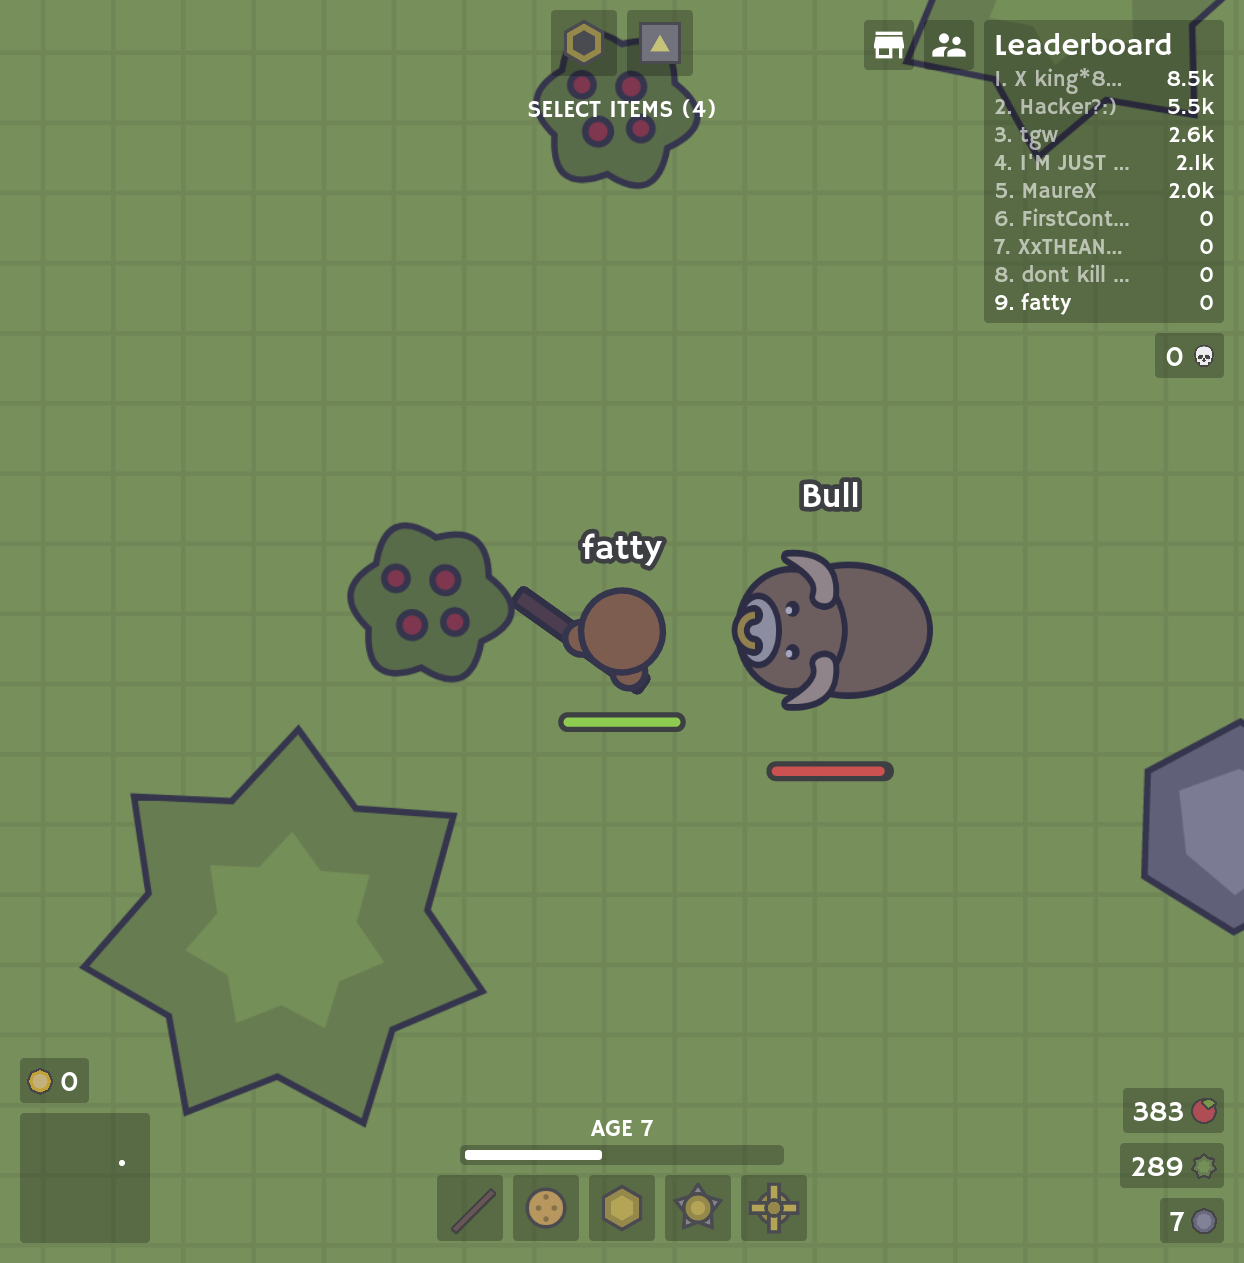 SELECT ITEMS (4)
Leaderboard
1. X king*8... 8.5k
2. Hacker?:) 5.5k
3. tgw 2.6k
4. I'M JUST ... 2.1k
5. MaureX 2.0k
6. FirstCont... 0
7. XxTHEAN... 0
8. dont kill ... 0
9. fatty 0
0
Bull
fatty
0
AGE 7
383
289
7